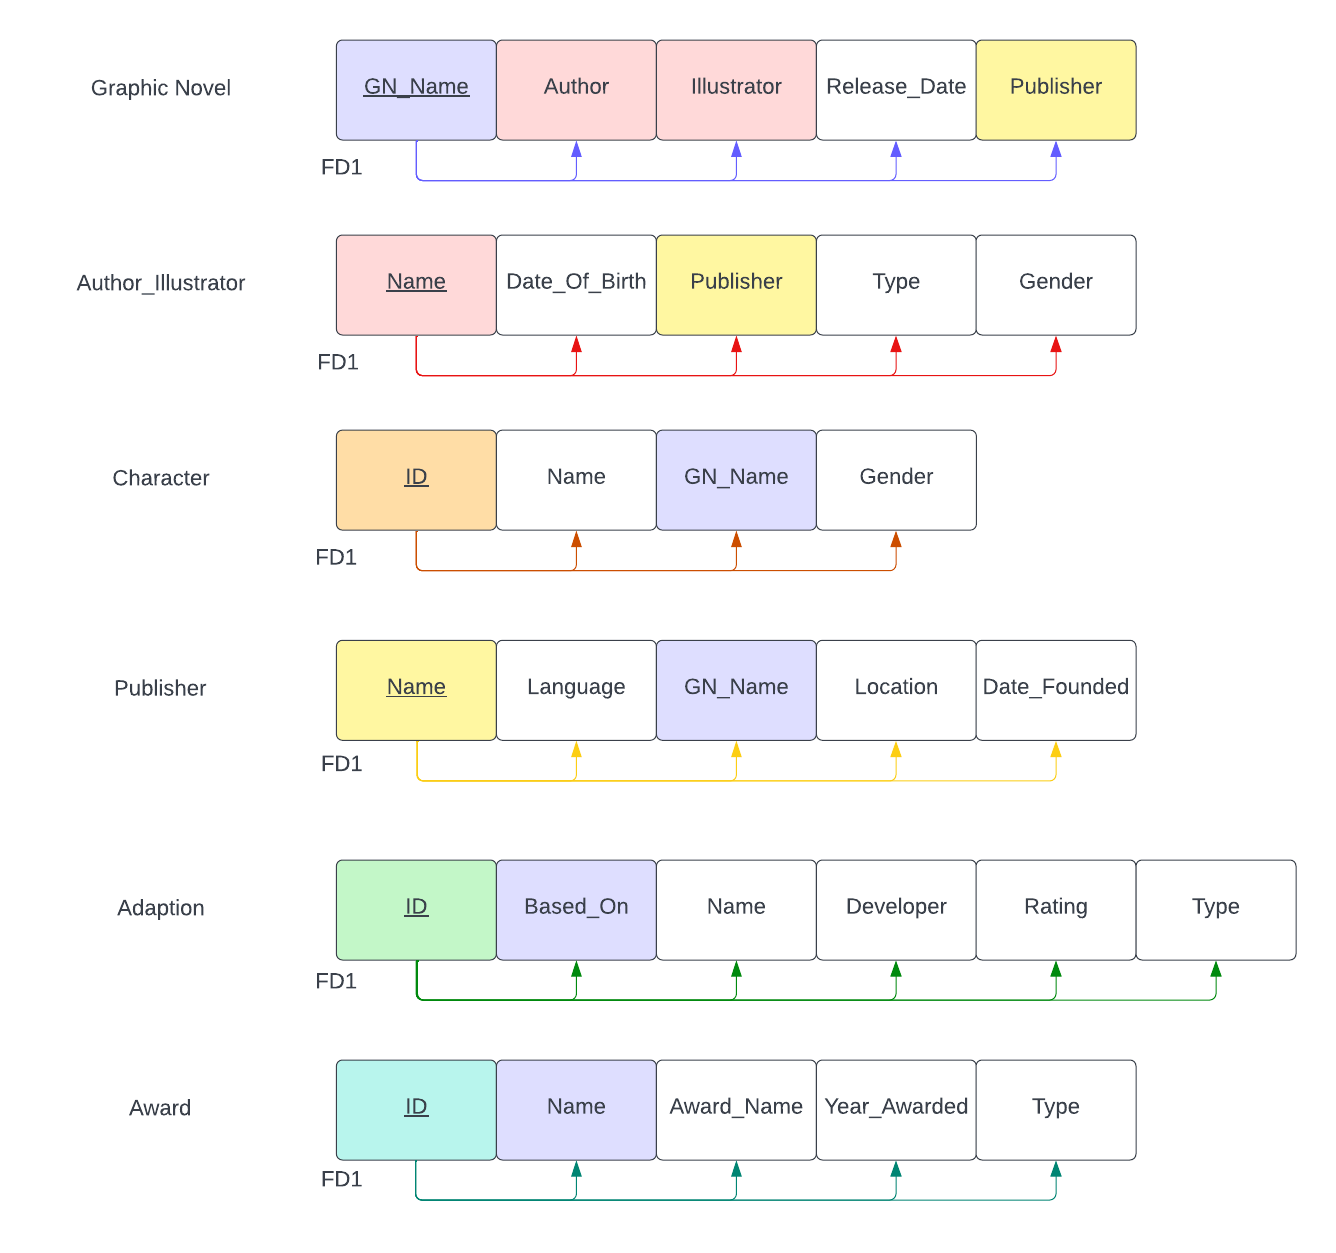 Graphic Novel
GN_Name
Author
Illustrator
Release_Date
Publisher
FD1
Author_Illustrator
Name
Date_Of_Birth
Publisher
Type
Gender
FD1
Character
ID
Name
GN_Name
Gender
FD1
Publisher
Name
Language
GN_Name
Location
Date_Founded
FD1
Adaption
ID
Based_On
Name
Developer
Rating
Type
FD1
Award
ID
Name
Award_Name
Year_Awarded
Type
FD1